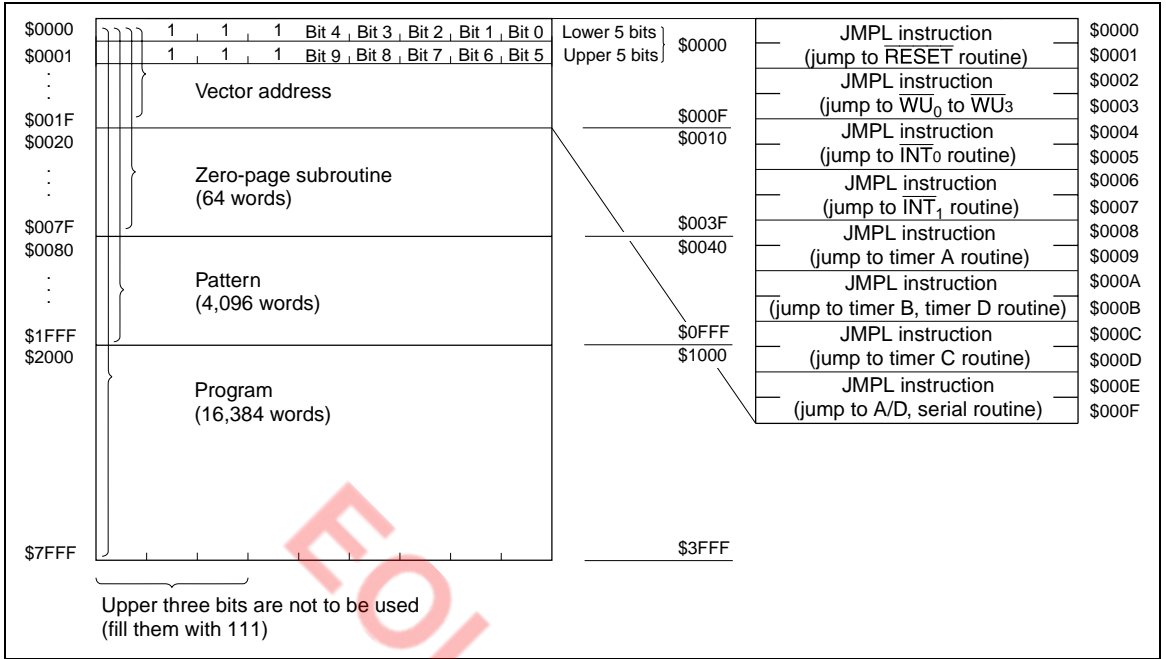 $0000 1 1 1 Bit 4 Bit 3 Bit 2 Bit 1 Bit 0 Lower 5 bits
$0001 1 1 1 Bit 9 Bit 8 Bit 7 Bit 6 Bit 5 Upper 5 bits
$0000
Vector address
$001F
$000F
$0020
$0010
Zero-page subroutine
(64 words)
$007F
$003F
$0080
$0040
Pattern
(4,096 words)
$1FFF
$0FFF
$2000
$1000
Program
(16,384 words)
$7FFF
$3FFF
Upper three bits are not to be used
(fill them with 111)
JMPL instruction $0000
(jump to RESET routine) $0001
JMPL instruction $0002
(jump to WU0 to WU3 $0003
JMPL instruction $0004
(jump to INT0 routine) $0005
JMPL instruction $0006
(jump to INT1 routine) $0007
JMPL instruction $0008
(jump to timer A routine) $0009
JMPL instruction $000A
(jump to timer B, timer D routine) $000B
JMPL instruction $000C
(jump to timer C routine) $000D
JMPL instruction $000E
(jump to A/D, serial routine) $000F